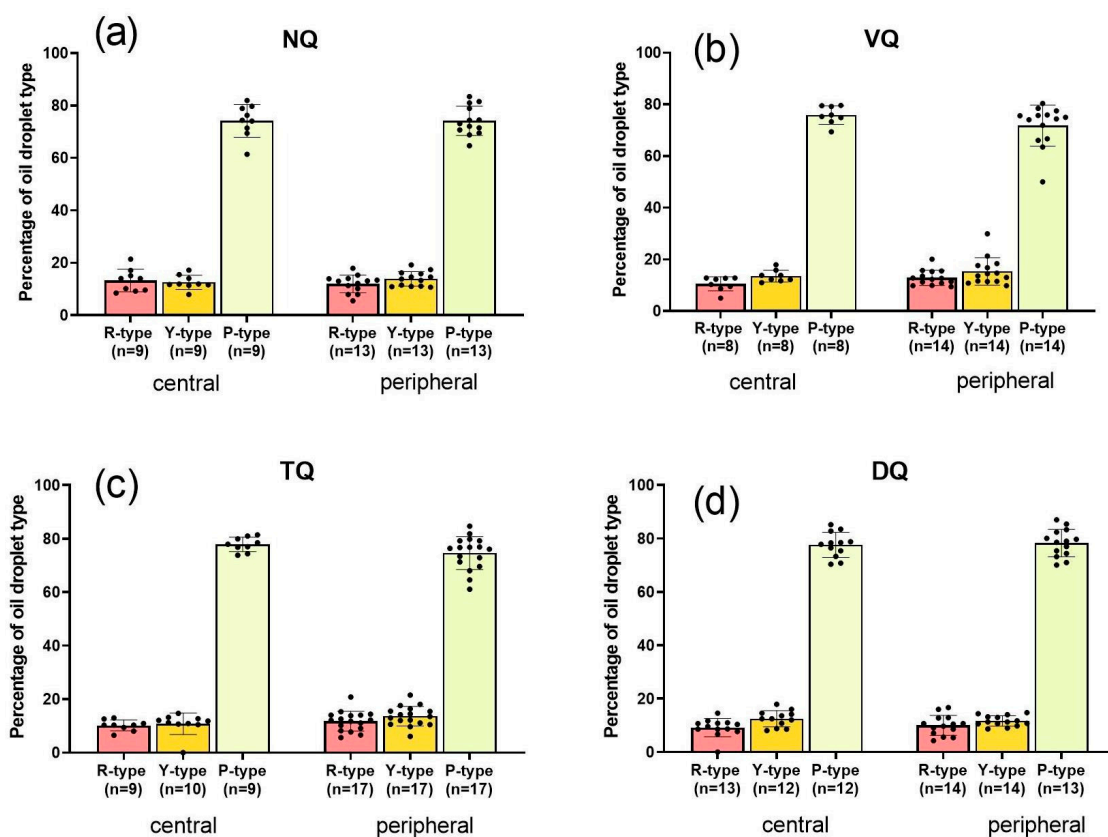 (a)
NQ
Percentage of oil droplet type
100
80
60
40
20
0
R-type Y-type P-type R-type Y-type P-type
(n=9) (n=9) (n=9) (n=13) (n=13) (n=13)
central peripheral
(b)
VQ
Percentage of oil droplet type
100
80
60
40
20
0
R-type Y-type P-type R-type Y-type P-type
(n=8) (n=8) (n=8) (n=14) (n=14) (n=14)
central peripheral
(c)
TQ
Percentage of oil droplet type
100
80
60
40
20
0
R-type Y-type P-type R-type Y-type P-type
(n=9) (n=10) (n=9) (n=17) (n=17) (n=17)
central peripheral
(d)
DQ
Percentage of oil droplet type
100
80
60
40
20
0
R-type Y-type P-type R-type Y-type P-type
(n=13) (n=12) (n=12) (n=14) (n=14) (n=13)
central peripheral